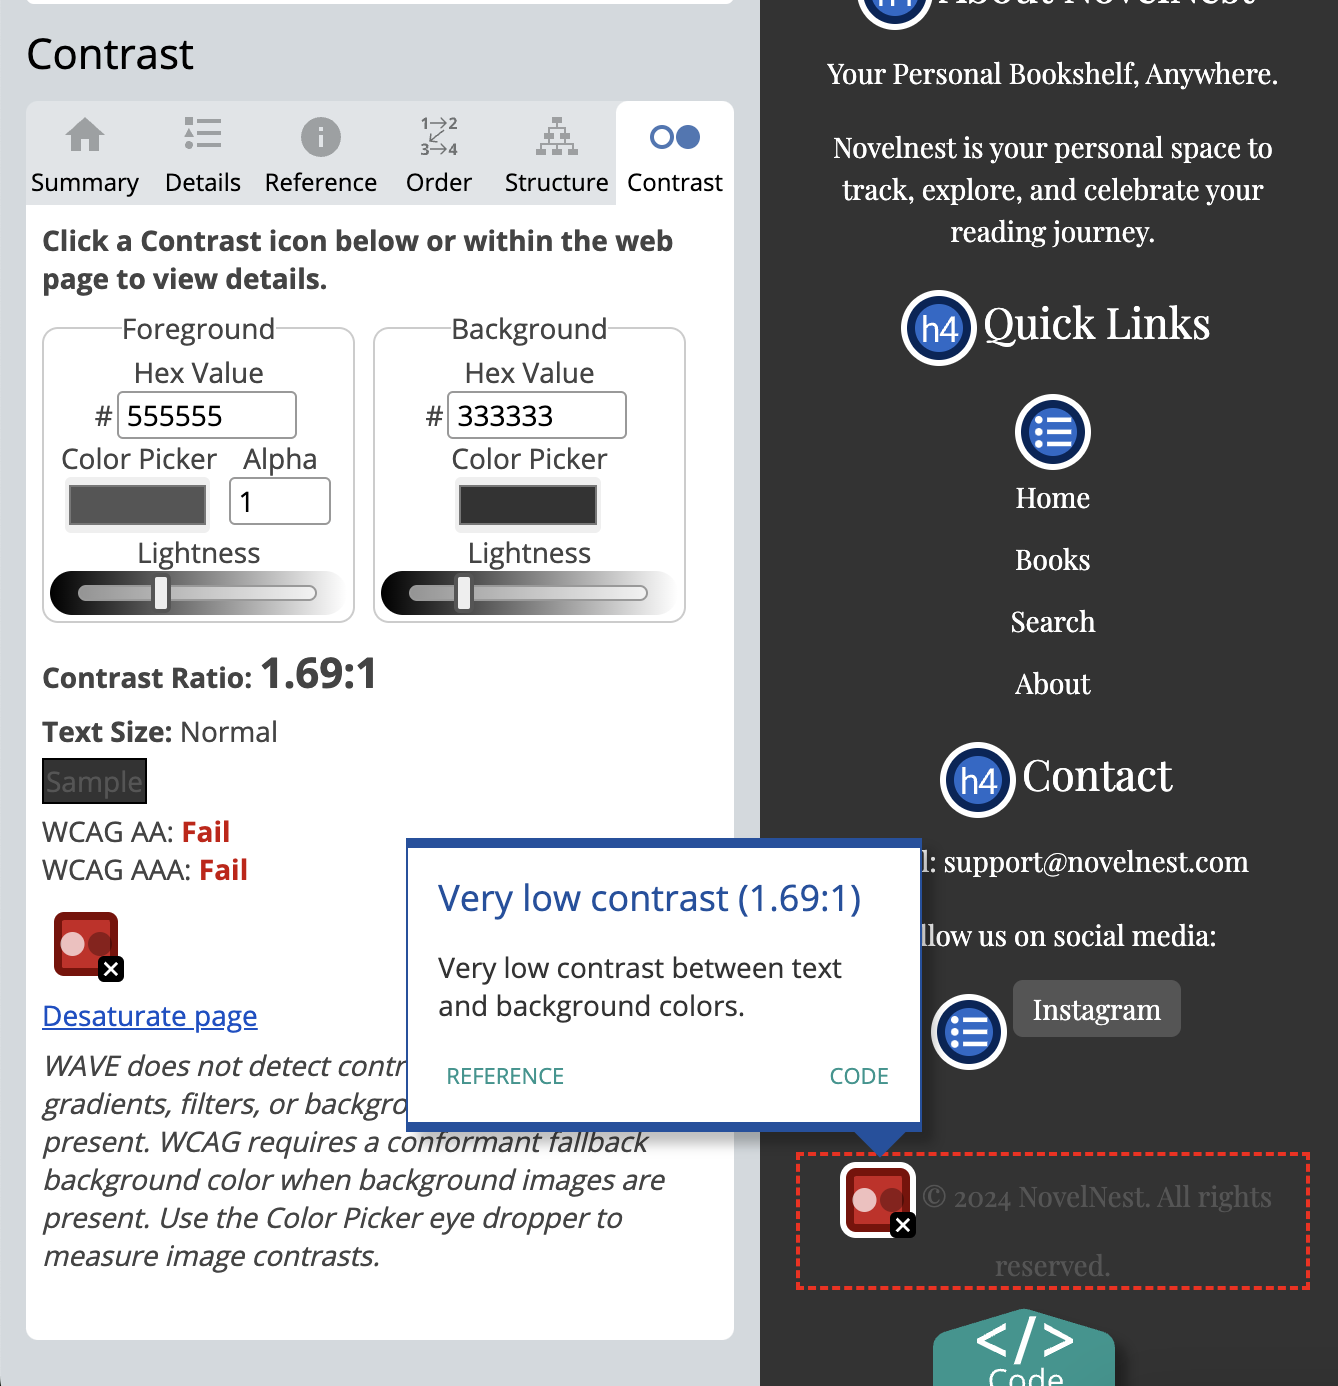 Contrast
Summary
Details
Reference
1→2
3→4
Order
Structure
Contrast
Click a Contrast icon below or within the web
page to view details.
Foreground
Hex Value
# 555555
Color Picker
Alpha
1
Lightness
Background
Hex Value
# 333333
Color Picker
Lightness
Contrast Ratio: 1.69:1
Text Size: Normal
Sample
WCAG AA: Fail
WCAG AAA: Fail
Desaturate page
WAVE does not detect contr
gradients, filters, or backgro
present. WCAG requires a conformant fallback
background color when background images are
present. Use the Color Picker eye dropper to
measure image contrasts.
Very low contrast (1.69:1)
Very low contrast between text
and background colors.
REFERENCE
CODE
h4 About NovelNest
Your Personal Bookshelf, Anywhere.
Novelnest is your personal space to
track, explore, and celebrate your
reading journey.
h4 Quick Links
Home
Books
Search
About
h4 Contact
l: support@novelnest.com
llow us on social media:
Instagram
© 2024 NovelNest. All rights
reserved.
</>
Code